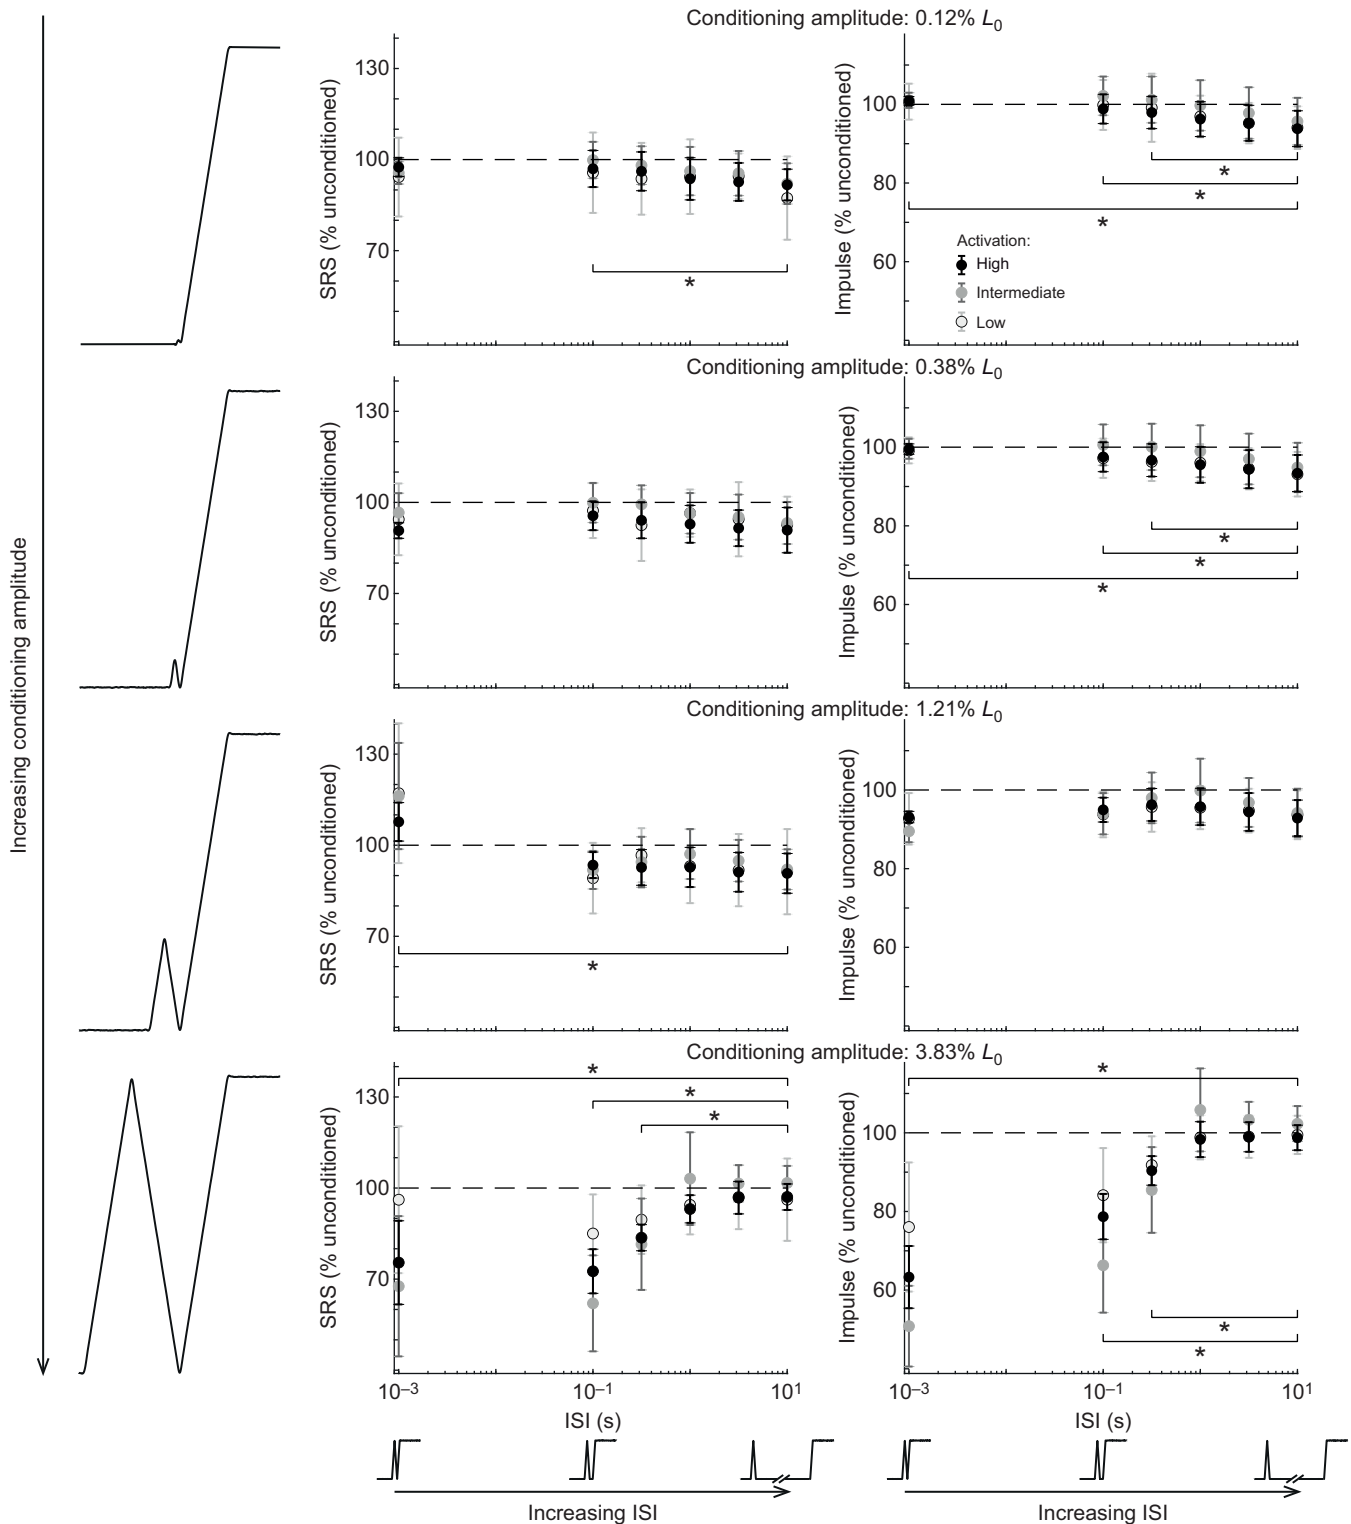 Increasing conditioning amplitude
Conditioning amplitude: 0.12% L0
SRS (% unconditioned)
130
100
70
*
Impulse (% unconditioned)
100
80
60
*
*
*
Activation:
High
Intermediate
Low
Conditioning amplitude: 0.38% L0
SRS (% unconditioned)
130
100
70
Impulse (% unconditioned)
100
80
60
*
*
*
Conditioning amplitude: 1.21% L0
SRS (% unconditioned)
130
100
70
*
Impulse (% unconditioned)
100
80
60
Conditioning amplitude: 3.83% L0
SRS (% unconditioned)
130
100
70
*
*
*
10–3 10–1 101
ISI (s)
Increasing ISI
Impulse (% unconditioned)
100
80
60
*
*
*
10–3 10–1 101
ISI (s)
Increasing ISI